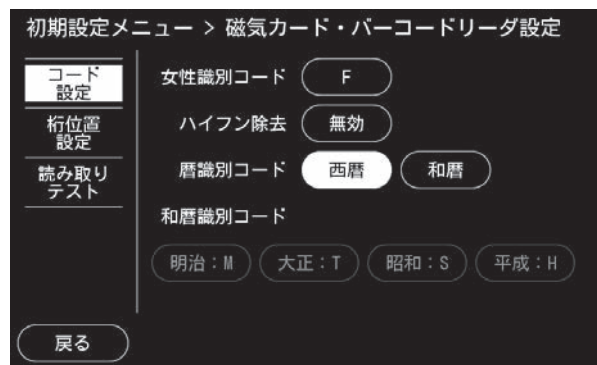 初期設定メニュー > 磁気カード・バーコードリーダ設定
コード
設定
桁位置
設定
読み取り
テスト
女性識別コード F
ハイフン除去 無効
暦識別コード 西暦 和暦
和暦識別コード
明治:M 大正:T 昭和:S 平成:H
戻る